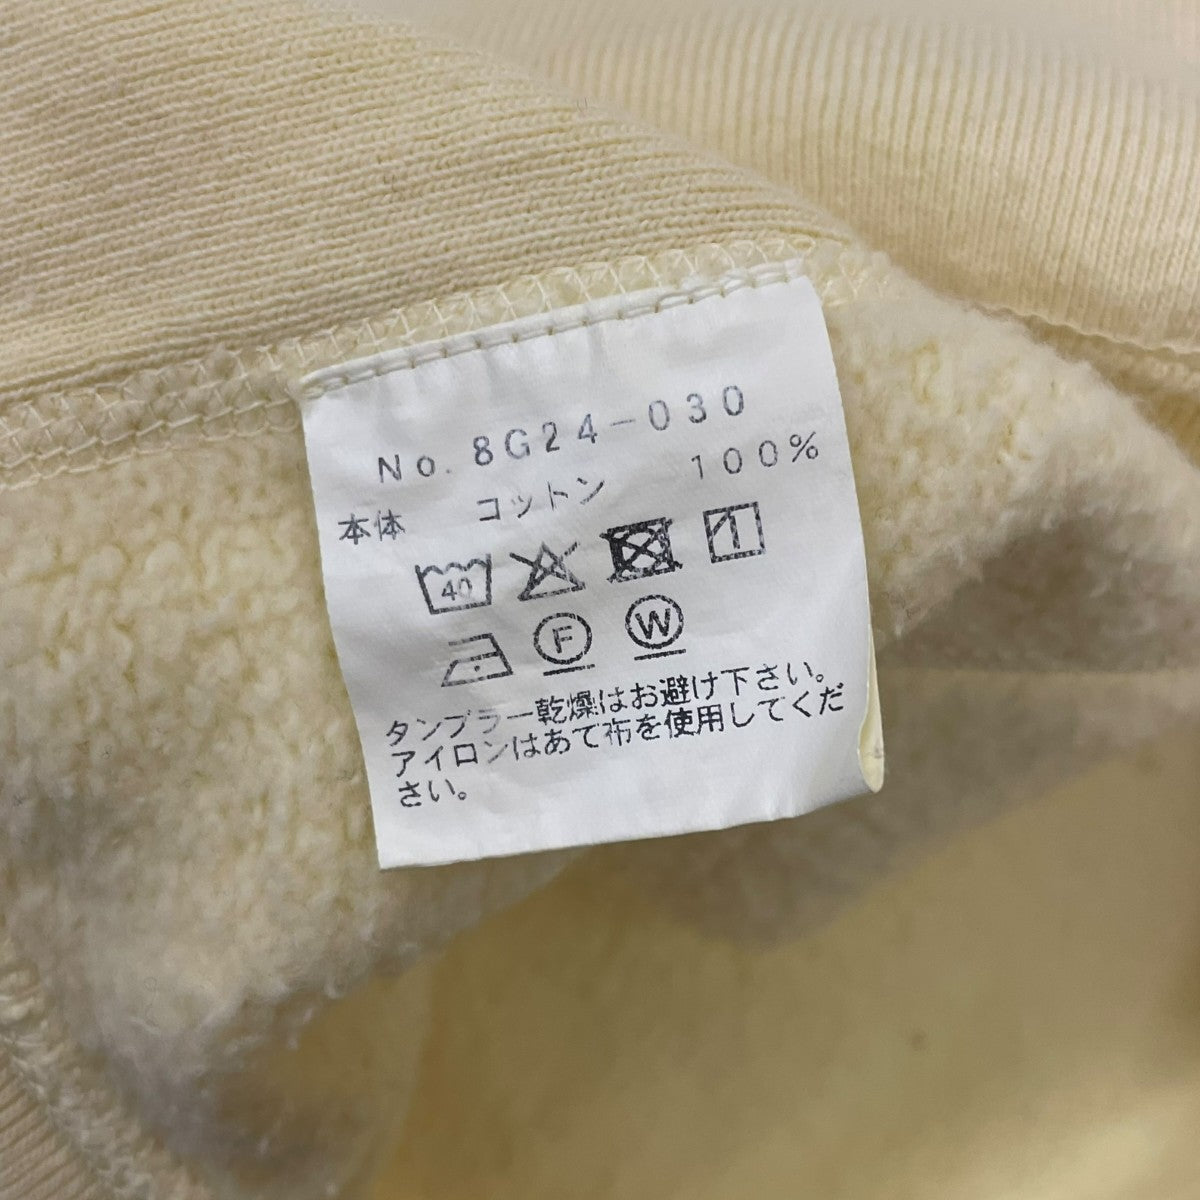 No. 8G24-030
本体 コットン 100%
40
F W
タンブラー乾燥はお避け下さい。
アイロンはあて布を使用してくだ
さい。